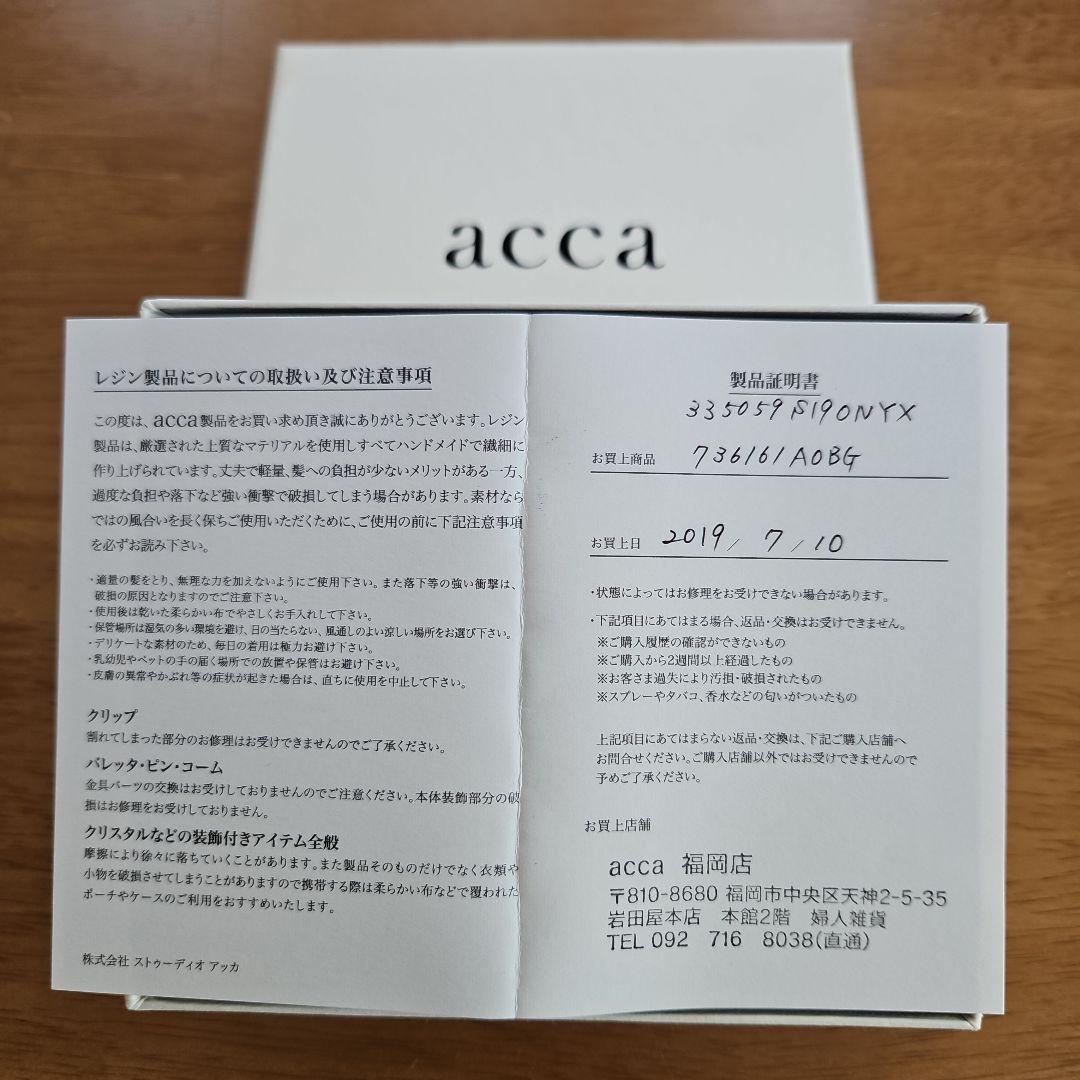 acca
レジン製品についての取扱い及び注意事項
この度は、acca製品をお買い求め頂き誠にありがとうございます。レジン
製品は、厳選された上質なマテリアルを使用しすべてハンドメイドで繊細に
作り上げられています。丈夫で軽量、髪への負担が少ないメリットがある一方、
過度な負担や落下など強い衝撃で破損してしまう場合があります。素材なら
ではの風合いを長く保ちご使用いただくために、ご使用の前に下記注意事項
を必ずお読み下さい。
・適量の髪をとり、無理な力を加えないようにご使用下さい。また落下等の強い衝撃は、
破損の原因となりますのでご注意下さい。
・使用後は乾いた柔らかい布でやさしくお手入れして下さい。
・保管場所は湿気の多い環境を避け、日の当たらない、風通しのよい涼しい場所をお選び下さい。
・デリケートな素材のため、毎日の着用は極力お避け下さい。
・乳幼児やペットの手の届く場所での放置や保管はお避け下さい。
・皮膚の異常やかぶれ等の症状が起きた場合は、直ちに使用を中止して下さい。
クリップ
割れてしまった部分のお修理はお受けできませんのでご了承ください。
バレッタ・ピン・コーム
金具パーツの交換はお受けしておりませんのでご注意ください。本体装飾部分の破
損はお修理をお受けしておりません。
クリスタルなどの装飾付きアイテム全般
摩擦により徐々に落ちていくことがあります。また製品そのものだけでなく衣類や
小物を破損させてしまうことがありますので携帯する際は柔らかい布などで覆われた
ポーチやケースのご利用をおすすめいたします。
株式会社 ストゥーディオ アッカ
製品証明書
335059S19ONYX
お買上商品 736161A0BG
お買上日 2019/7/10
・状態によってはお修理をお受けできない場合があります。
・下記項目にあてはまる場合、返品・交換はお受けできません。
※ご購入履歴の確認ができないもの
※ご購入から2週間以上経過したもの
※お客さま過失により汚損・破損されたもの
※スプレーやタバコ、香水などの匂いがついたもの
上記項目にあてはまらない返品・交換は、下記ご購入店舗へ
お問合せください。ご購入店舗以外ではお受けできませんので
予めご了承ください。
お買上店舗
acca 福岡店
〒810-8680 福岡市中央区天神2-5-35
岩田屋本店 本館2階 婦人雑貨
TEL 092 716 8038(直通)